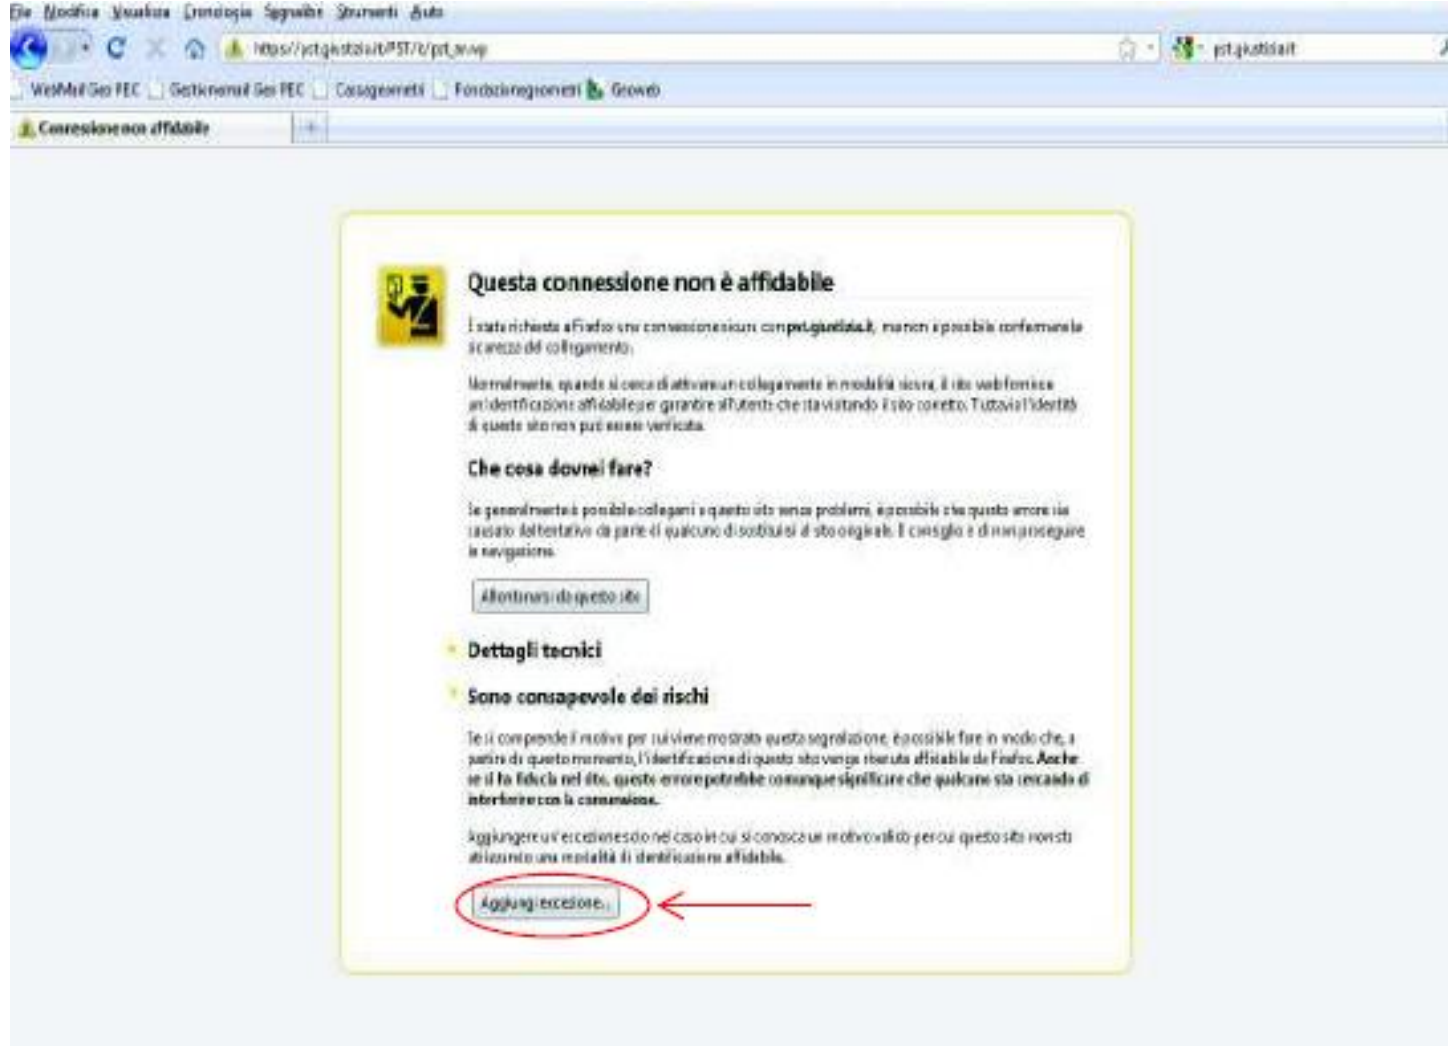 File Modifica Visualizza Cronologia Segnalibri Strumenti Aiuto
pst.giustizia.it
WebMail Geo PEC Gestione mail Geo PEC Cassageometri Fondazionegeometri Geoweb
Connessione non affidabile
Questa connessione non è affidabile
È stata richiesta a Firefox una connessione sicura con pst.giustizia.it, ma non è possibile confermare la
sicurezza del collegamento.
Normalmente, quando si cerca di attivare un collegamento in modalità sicura, il sito web fornisce
un'identificazione affidabile per garantire all'utente che sta visitando il sito corretto. Tuttavia l'identità
di questo sito non può essere verificata.
Che cosa dovrei fare?
Se generalmente è possibile collegarsi a questo sito senza problemi, è possibile che questo errore sia
causato dal tentativo da parte di qualcuno di sostituirsi al sito originale. Il consiglio è di non proseguire
la navigazione.
Allontanarsi da questo sito
Dettagli tecnici
Sono consapevole dei rischi
Se si comprende il motivo per cui viene mostrata questa segnalazione, è possibile fare in modo che, a
partire da questo momento, l'identificazione di questo sito venga ritenuta affidabile da Firefox. Anche
se si ha fiducia nel sito, questo errore potrebbe comunque significare che qualcuno sta cercando di
interferire con la connessione.
Aggiungere un'eccezione solo nel caso in cui si conosca un motivo valido per cui questo sito non stia
utilizzando una modalità di identificazione affidabile.
Aggiungi eccezione...